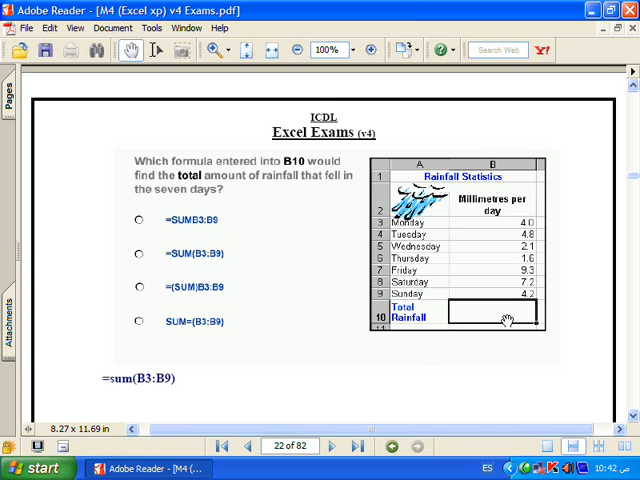 Adobe Reader - [M4 (Excel xp) v4 Exams.pdf]
File Edit View Document Tools Window Help
100%
Search Web
Y!
Pages
Attachments
ICDL
Excel Exams (v4)
Which formula entered into B10 would
find the total amount of rainfall that fell in
the seven days?
=SUMB3:B9
=SUM(B3:B9)
=(SUM)B3:B9
SUM=(B3:B9)
A B
1 Rainfall Statistics
2 Millimetres per
day
3 Monday 4.0
4 Tuesday 4.8
5 Wednesday 2.1
6 Thursday 1.6
7 Friday 9.3
8 Saturday 7.2
9 Sunday 4.2
Total
10 Rainfall
11
=sum(B3:B9)
8.27 x 11.69 in
22 of 82
start
Adobe Reader - [M4 (...
ES
10:42 ص